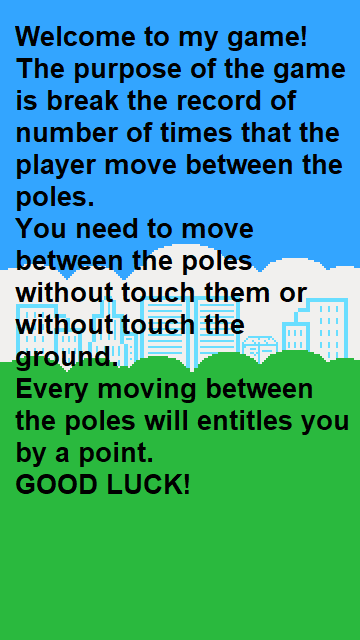 Welcome to my game!
The purpose of the game
is break the record of
number of times that the
player move between the
poles.
You need to move
between the poles
without touch them or
without touch the
ground.
Every moving between
the poles will entitles you
by a point.
GOOD LUCK!